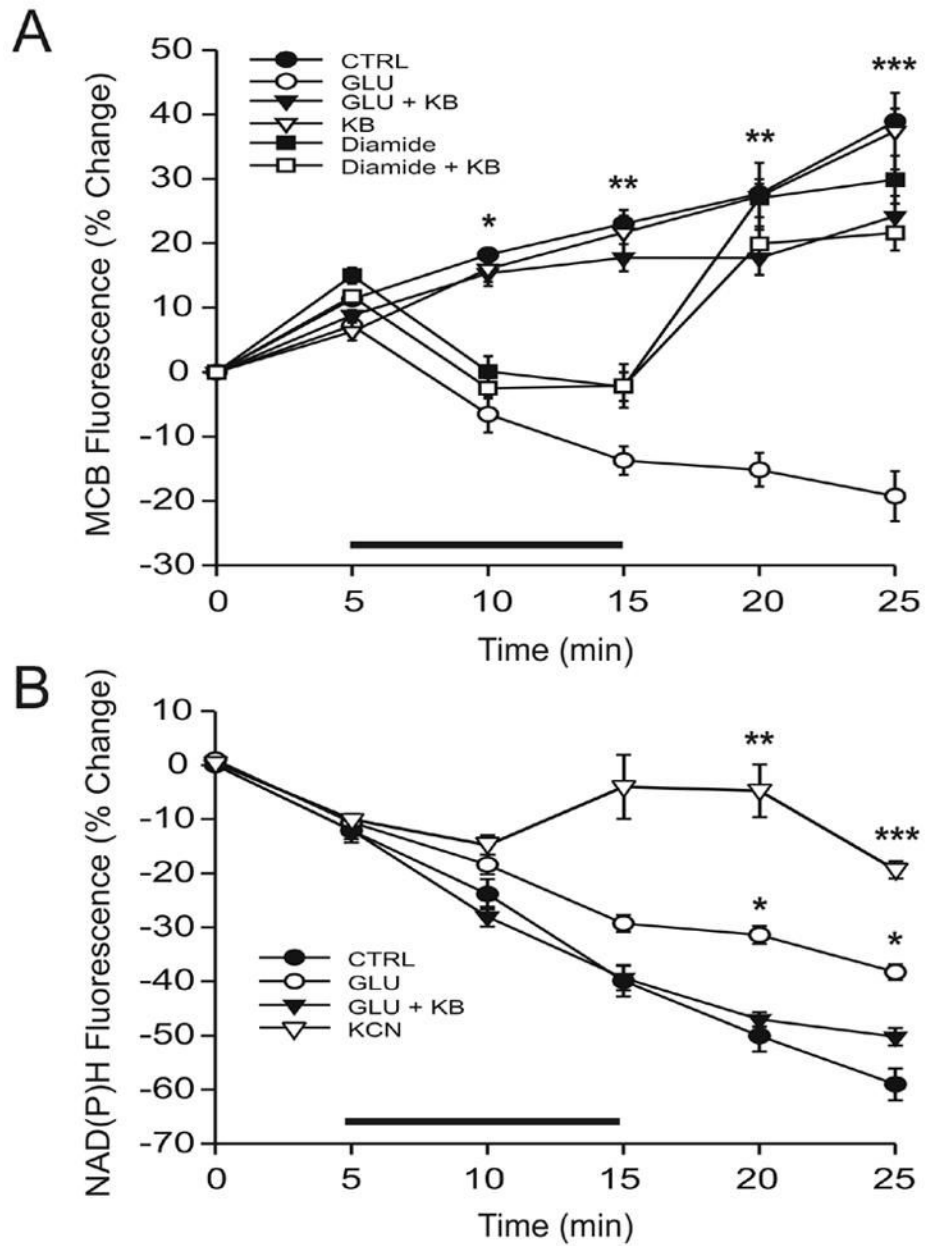 A
MCB Fluorescence (% Change)
50
40
30
20
10
0
-10
-20
-30
CTRL
GLU
GLU + KB
KB
Diamide
Diamide + KB
*
**
**
***
0 5 10 15 20 25
Time (min)
B
NAD(P)H Fluorescence (% Change)
10
0
-10
-20
-30
-40
-50
-60
-70
CTRL
GLU
GLU + KB
KCN
**
***
*
*
0 5 10 15 20 25
Time (min)